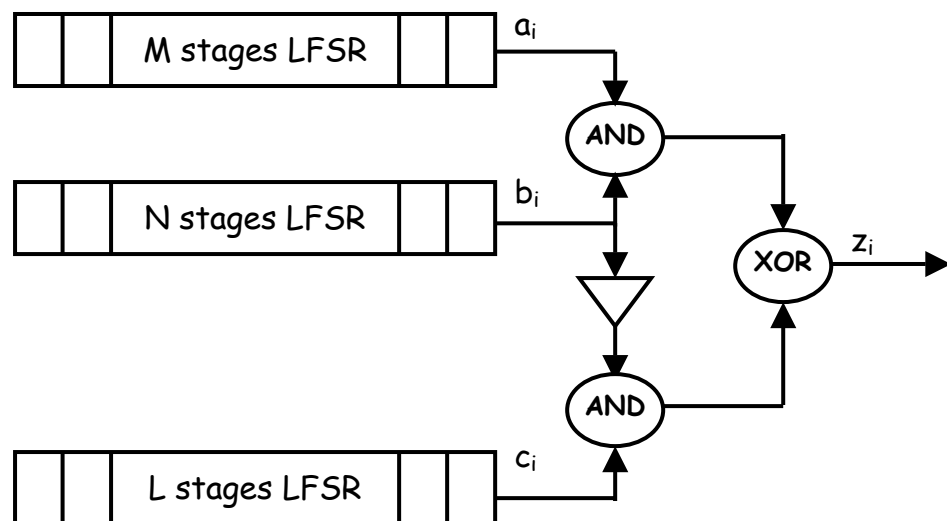 M stages LFSR
aᵢ
AND
N stages LFSR
bᵢ
XOR
zᵢ
AND
L stages LFSR
cᵢ